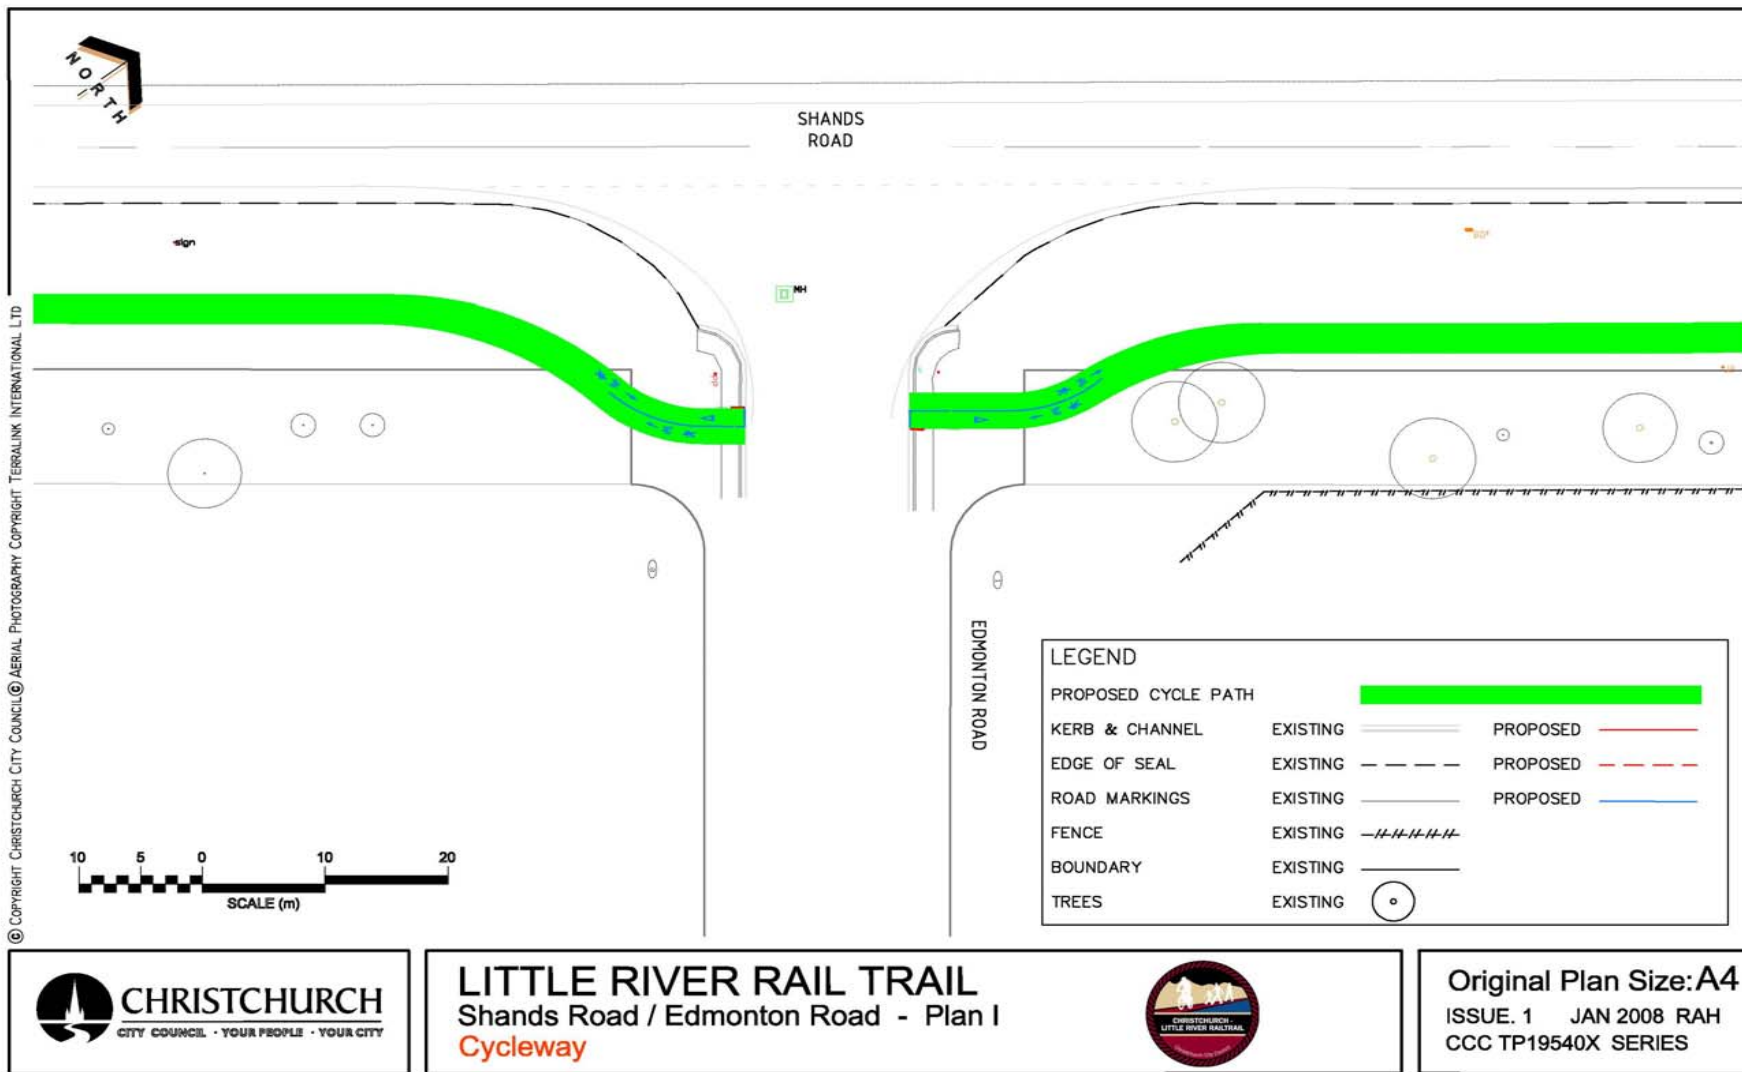 NORTH
SHANDS
ROAD
sign
MH
© COPYRIGHT CHRISTCHURCH CITY COUNCIL © AERIAL PHOTOGRAPHY COPYRIGHT TERRALINK INTERNATIONAL LTD
EDMONTON ROAD
LEGEND
PROPOSED CYCLE PATH
KERB & CHANNEL EXISTING PROPOSED
EDGE OF SEAL EXISTING PROPOSED
ROAD MARKINGS EXISTING PROPOSED
FENCE EXISTING
BOUNDARY EXISTING
TREES EXISTING
10 5 0 10 20
SCALE (m)
CHRISTCHURCH
CITY COUNCIL · YOUR PEOPLE · YOUR CITY
LITTLE RIVER RAIL TRAIL
Shands Road / Edmonton Road - Plan I
Cycleway
CHRISTCHURCH -
LITTLE RIVER RAILTRAIL
Christchurch City Council
Original Plan Size: A4
ISSUE. 1 JAN 2008 RAH
CCC TP19540X SERIES